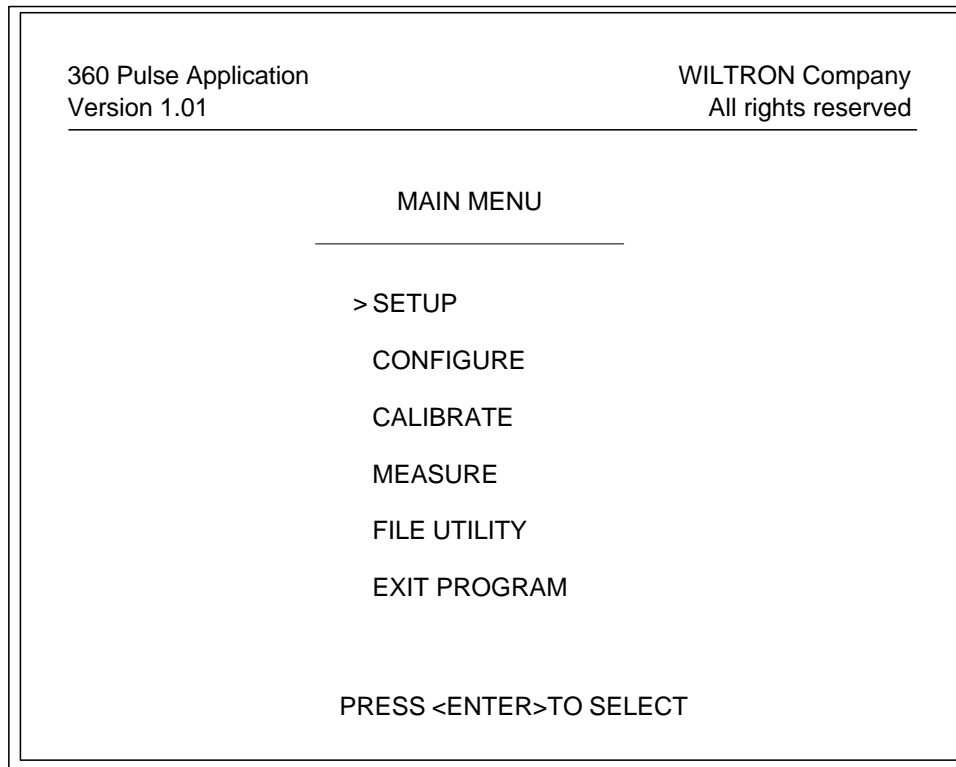 360 Pulse Application WILTRON Company
Version 1.01 All rights reserved
MAIN MENU
> SETUP
CONFIGURE
CALIBRATE
MEASURE
FILE UTILITY
EXIT PROGRAM
PRESS <ENTER>TO SELECT